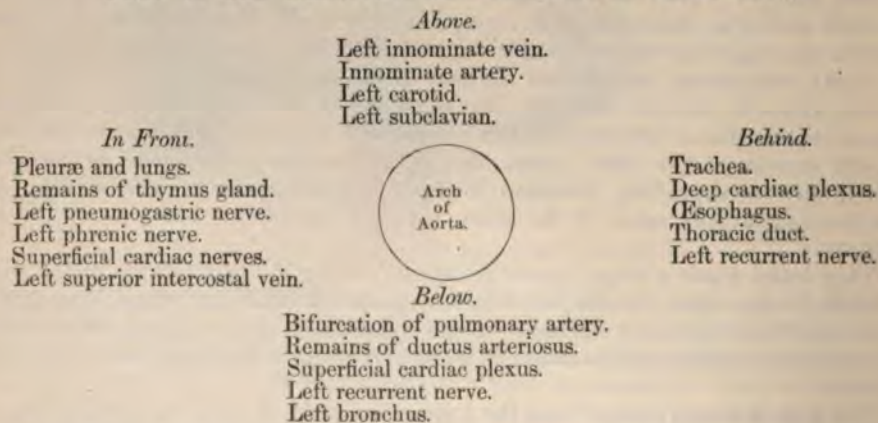 Above.
Left innominate vein.
Innominate artery.
Left carotid.
Left subclavian.
In Front.
Pleuræ and lungs.
Remains of thymus gland.
Left pneumogastric nerve.
Left phrenic nerve.
Superficial cardiac nerves.
Left superior intercostal vein.
Arch
of
Aorta.
Behind.
Trachea.
Deep cardiac plexus.
Œsophagus.
Thoracic duct.
Left recurrent nerve.
Below.
Bifurcation of pulmonary artery.
Remains of ductus arteriosus.
Superficial cardiac plexus.
Left recurrent nerve.
Left bronchus.